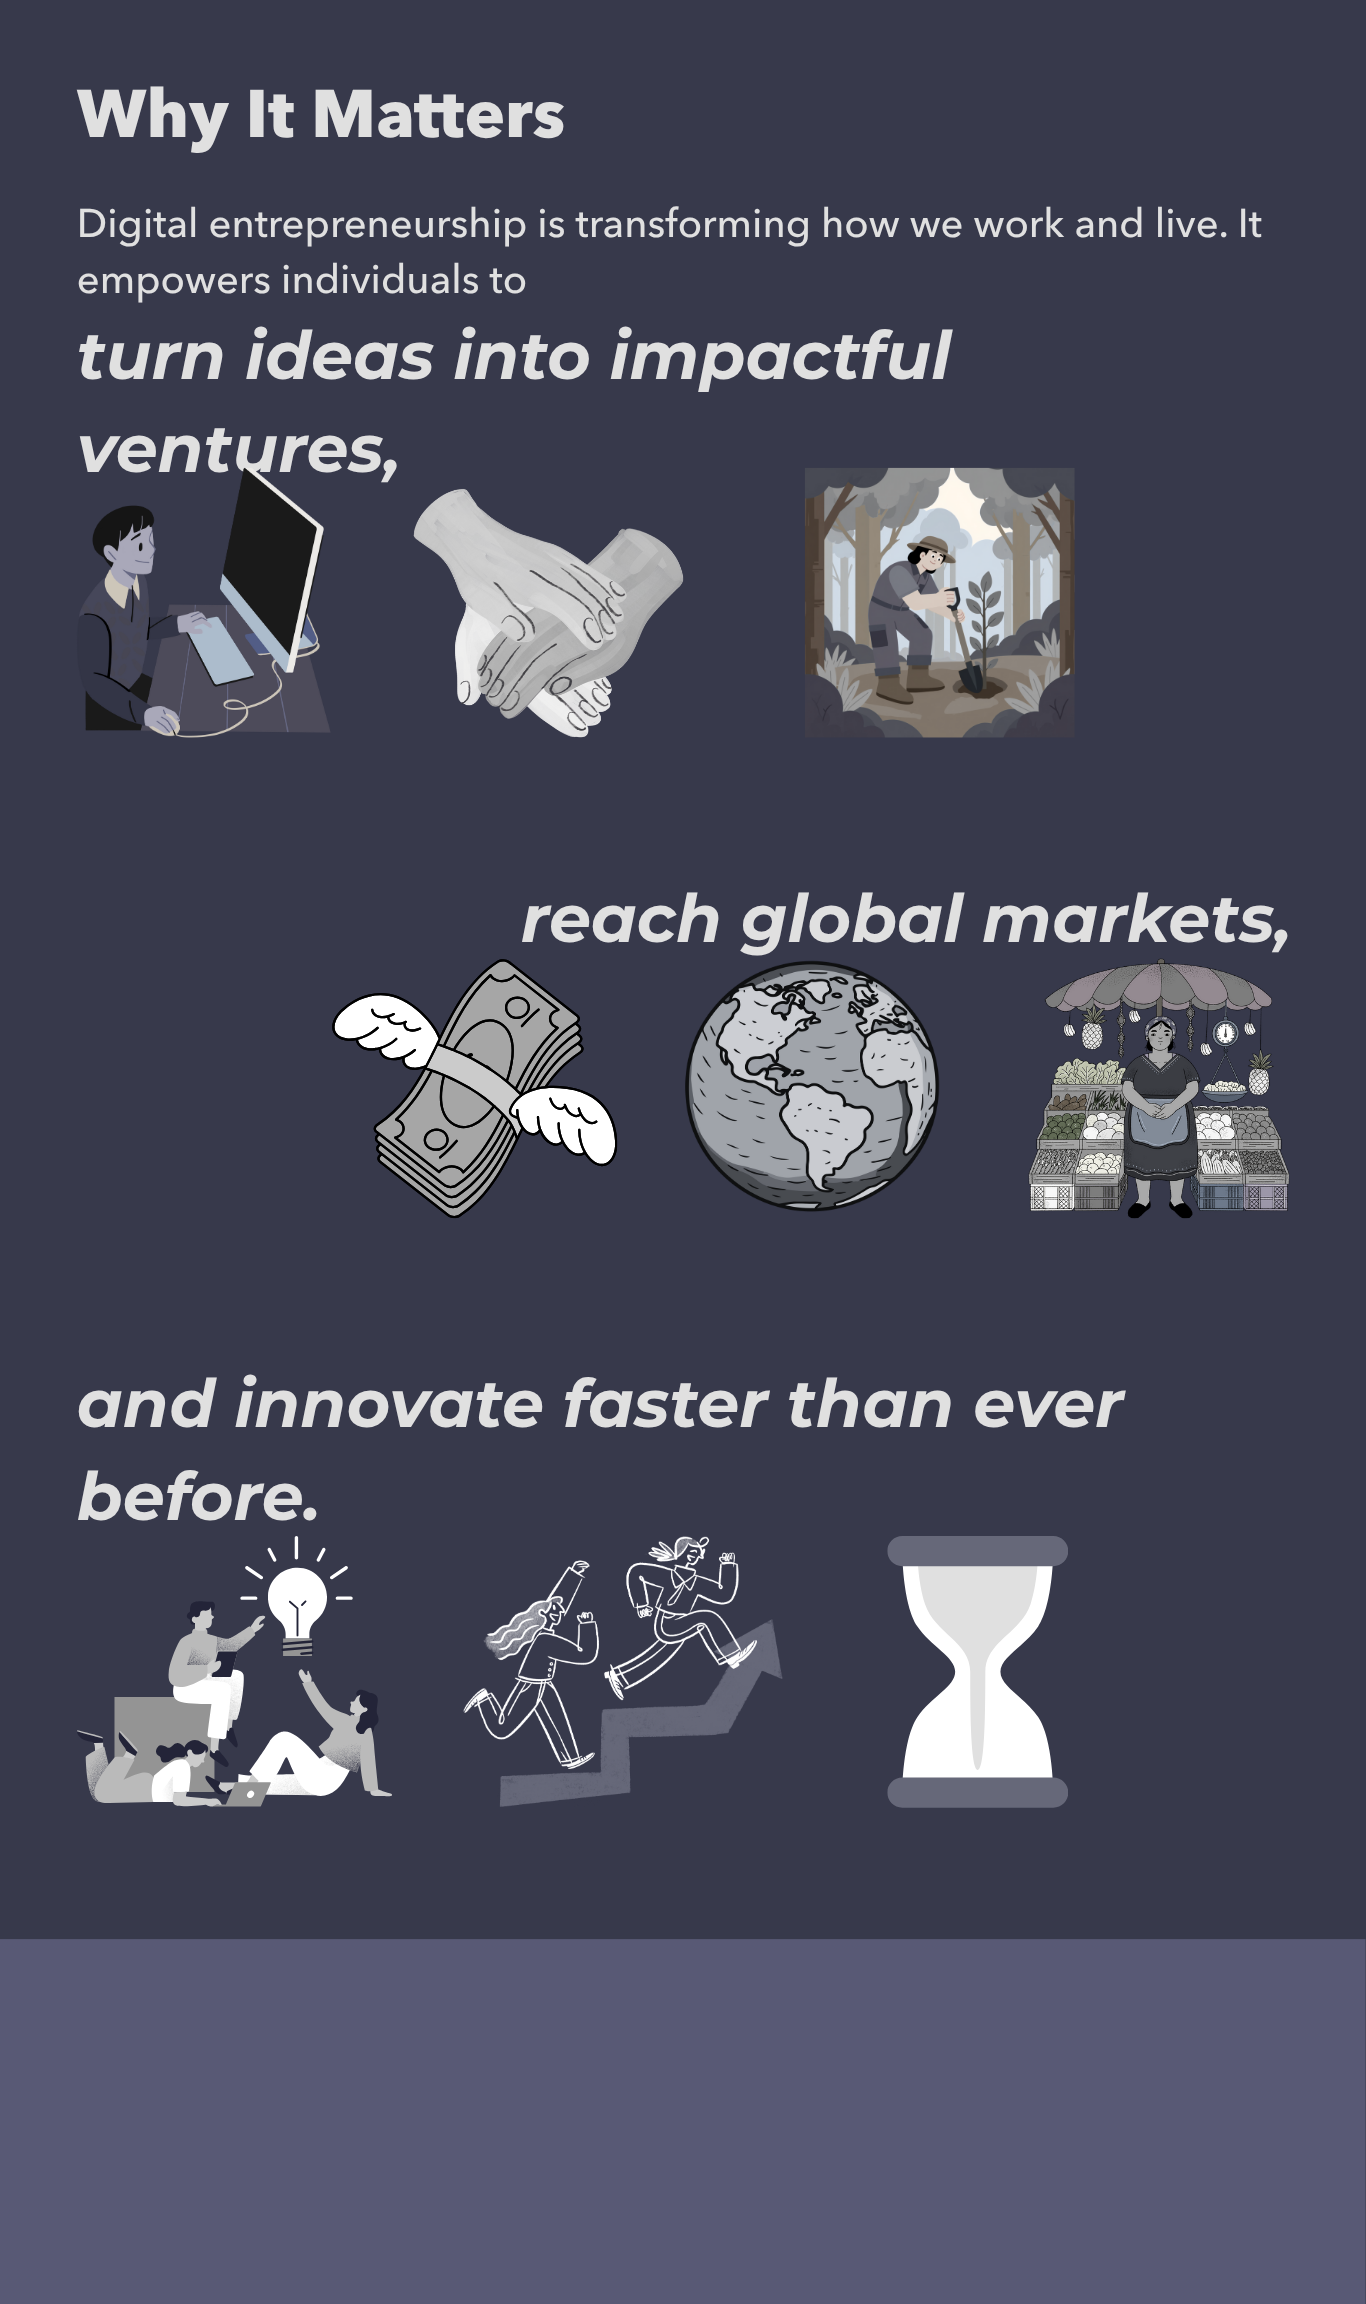 Why It Matters
Digital entrepreneurship is transforming how we work and live. It
empowers individuals to
turn ideas into impactful
ventures,
reach global markets,
and innovate faster than ever
before.